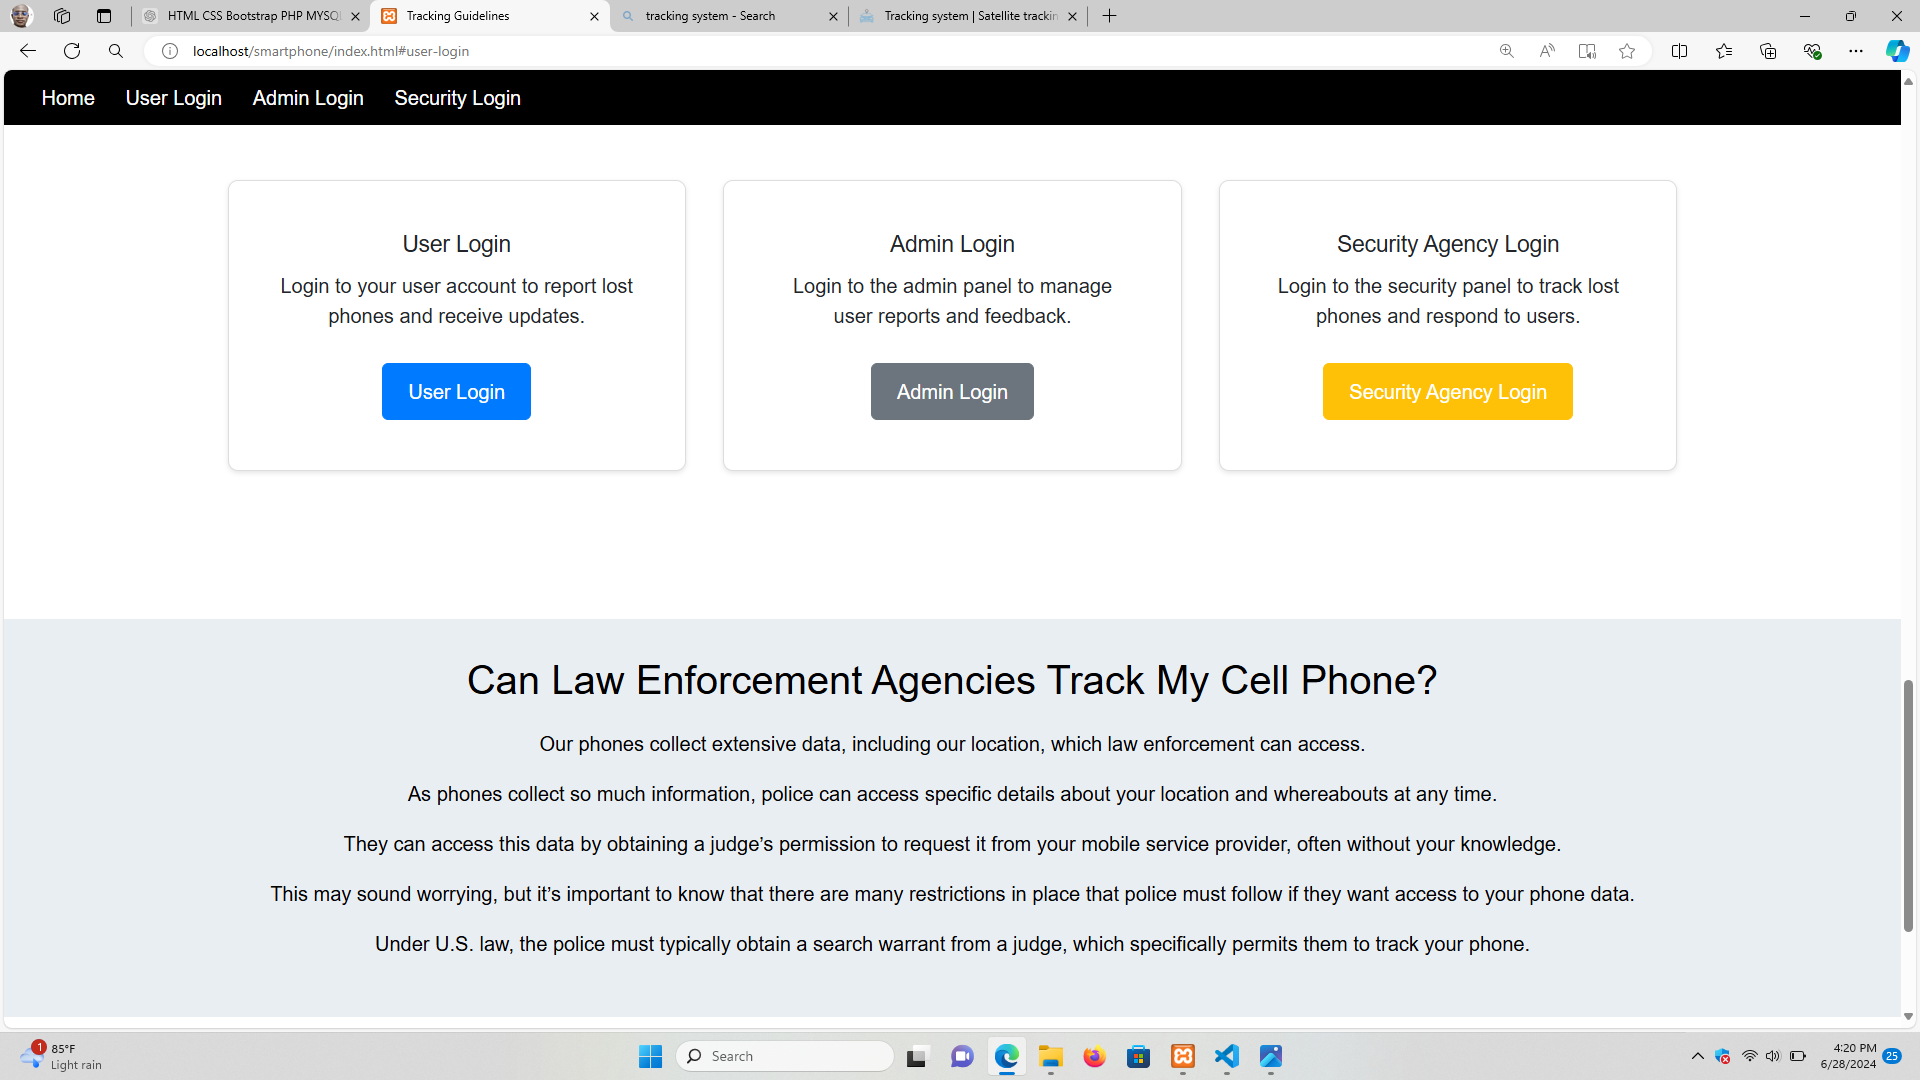 HTML CSS Bootstrap PHP MYSQ
Tracking Guidelines
tracking system - Search
Tracking system | Satellite trackin
localhost/smartphone/index.html#user-login
Home
User Login
Admin Login
Security Login
User Login
Login to your user account to report lost
phones and receive updates.
User Login
Admin Login
Login to the admin panel to manage
user reports and feedback.
Admin Login
Security Agency Login
Login to the security panel to track lost
phones and respond to users.
Security Agency Login
Can Law Enforcement Agencies Track My Cell Phone?
Our phones collect extensive data, including our location, which law enforcement can access.
As phones collect so much information, police can access specific details about your location and whereabouts at any time.
They can access this data by obtaining a judge’s permission to request it from your mobile service provider, often without your knowledge.
This may sound worrying, but it’s important to know that there are many restrictions in place that police must follow if they want access to your phone data.
Under U.S. law, the police must typically obtain a search warrant from a judge, which specifically permits them to track your phone.
1
85°F
Light rain
Search
4:20 PM
6/28/2024
25